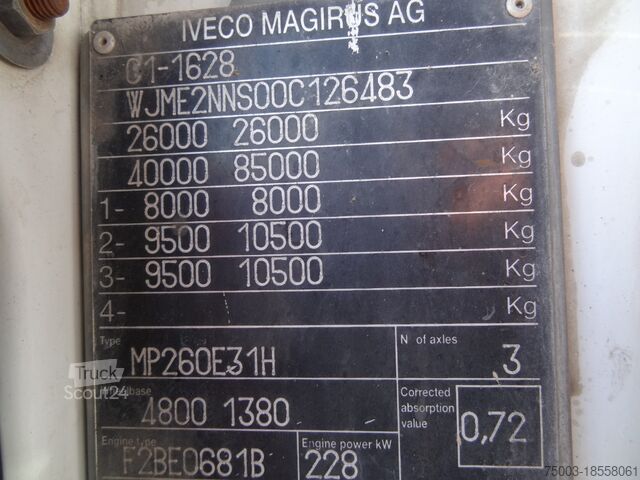 IVECO MAGIRUS AG
C1-1628
WJME2NNS00C126483
26000 26000 Kg
40000 85000 Kg
1- 8000 8000 Kg
2- 9500 10500 Kg
3- 9500 10500 Kg
4- Kg
Type MP260E31H N of axles 3
Wheelbase 4800 1380 Corrected absorption value 0,72
Engine type F2BE0681B Engine power kW 228
Truck
Scout24
75003-18558061